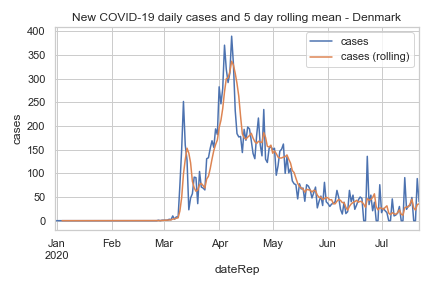 New COVID-19 daily cases and 5 day rolling mean - Denmark
400
350
300
250
200
150
100
50
0
cases
cases
cases (rolling)
Jan
2020
Feb
Mar
Apr
May
Jun
Jul
dateRep